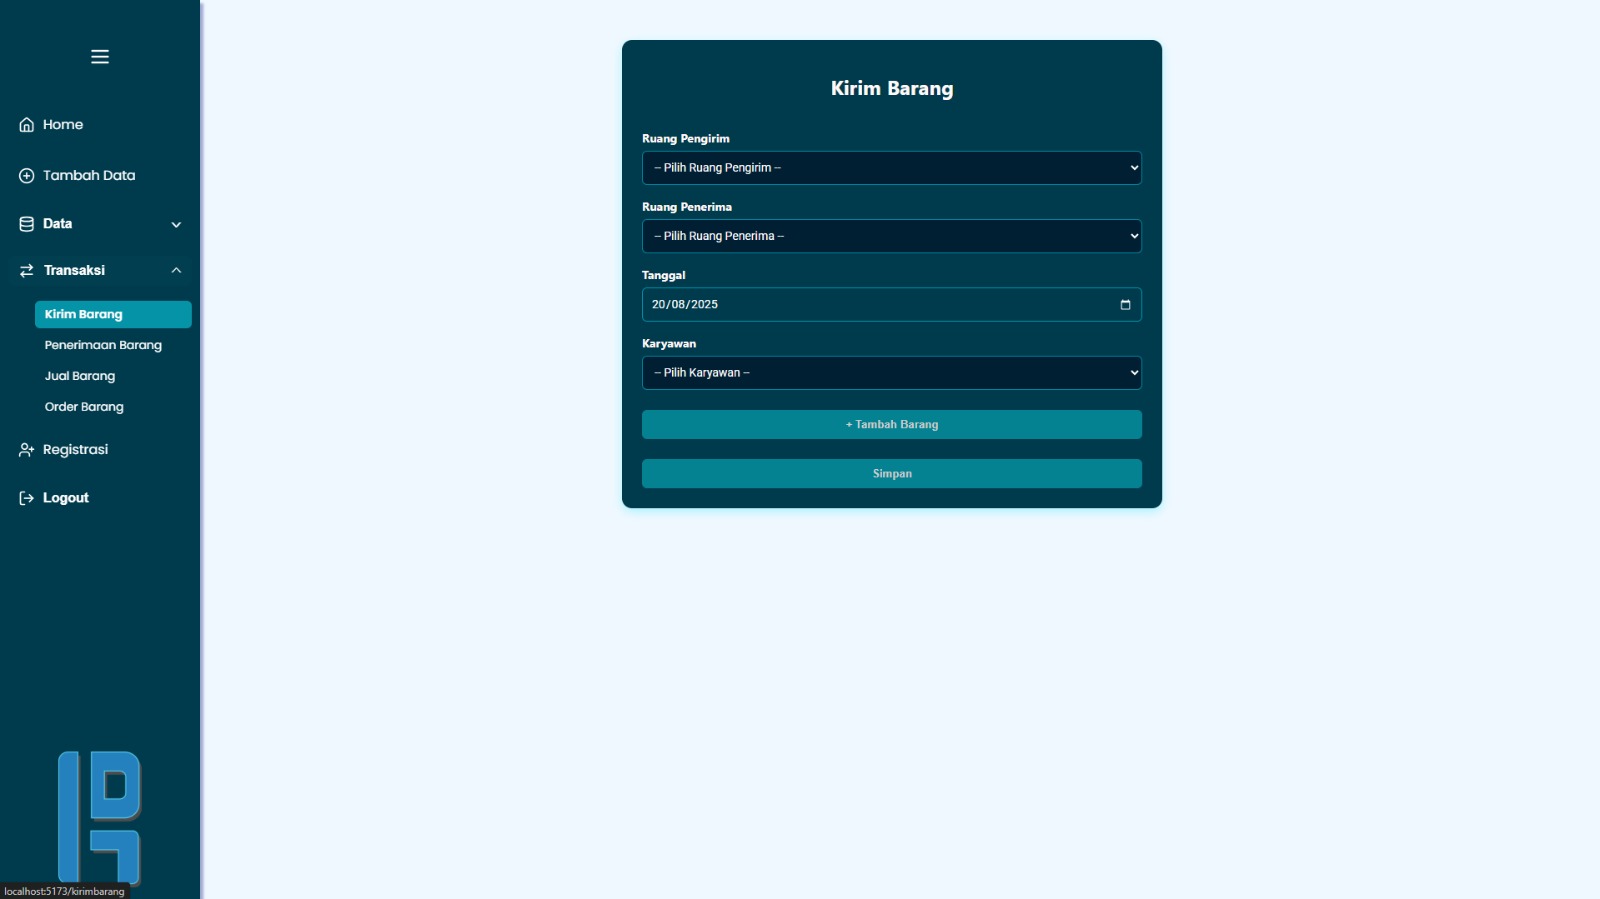 Home
Tambah Data
Data
Transaksi
Kirim Barang
Penerimaan Barang
Jual Barang
Order Barang
Registrasi
Logout
localhost:5173/kirimbarang
Kirim Barang
Ruang Pengirim
-- Pilih Ruang Pengirim --
Ruang Penerima
-- Pilih Ruang Penerima --
Tanggal
20/08/2025
Karyawan
-- Pilih Karyawan --
+ Tambah Barang
Simpan